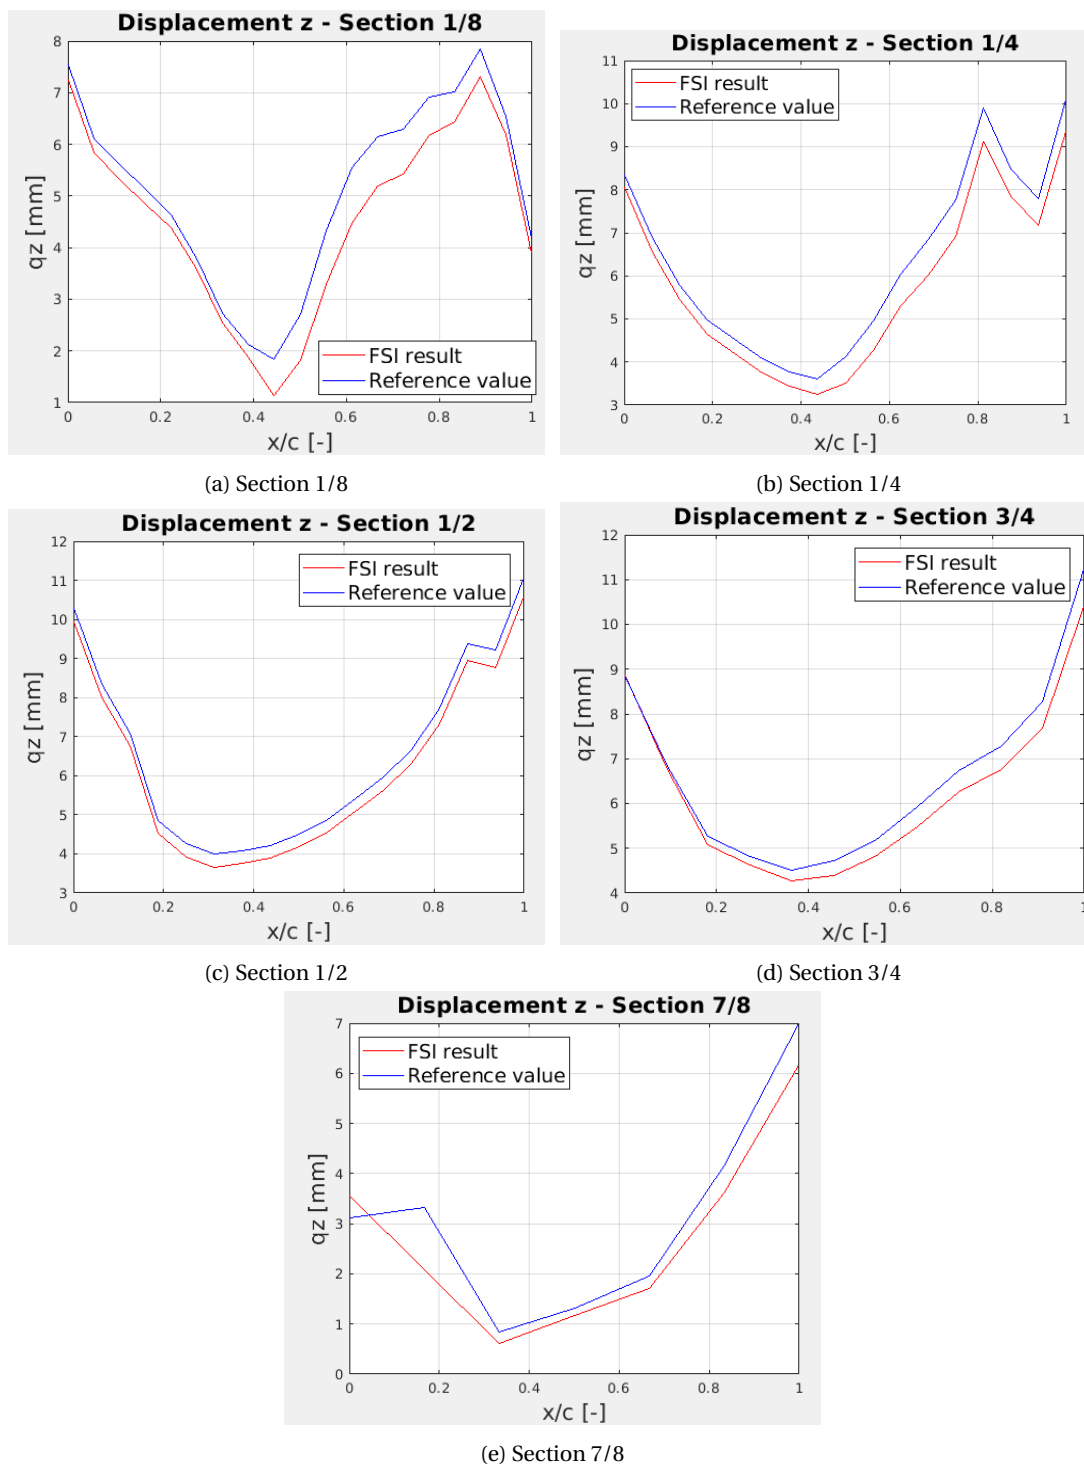 Displacement z - Section 1/8
8
7
6
5
4
3
2
1
qz [mm]
FSI result
Reference value
0 0.2 0.4 0.6 0.8 1
x/c [-]
(a) Section 1/8
Displacement z - Section 1/4
11
10
9
8
7
6
5
4
3
qz [mm]
FSI result
Reference value
0 0.2 0.4 0.6 0.8 1
x/c [-]
(b) Section 1/4
Displacement z - Section 1/2
12
11
10
9
8
7
6
5
4
3
qz [mm]
FSI result
Reference value
0 0.2 0.4 0.6 0.8 1
x/c [-]
(c) Section 1/2
Displacement z - Section 3/4
12
11
10
9
8
7
6
5
4
qz [mm]
FSI result
Reference value
0 0.2 0.4 0.6 0.8 1
x/c [-]
(d) Section 3/4
Displacement z - Section 7/8
7
6
5
4
3
2
1
0
qz [mm]
FSI result
Reference value
0 0.2 0.4 0.6 0.8 1
x/c [-]
(e) Section 7/8